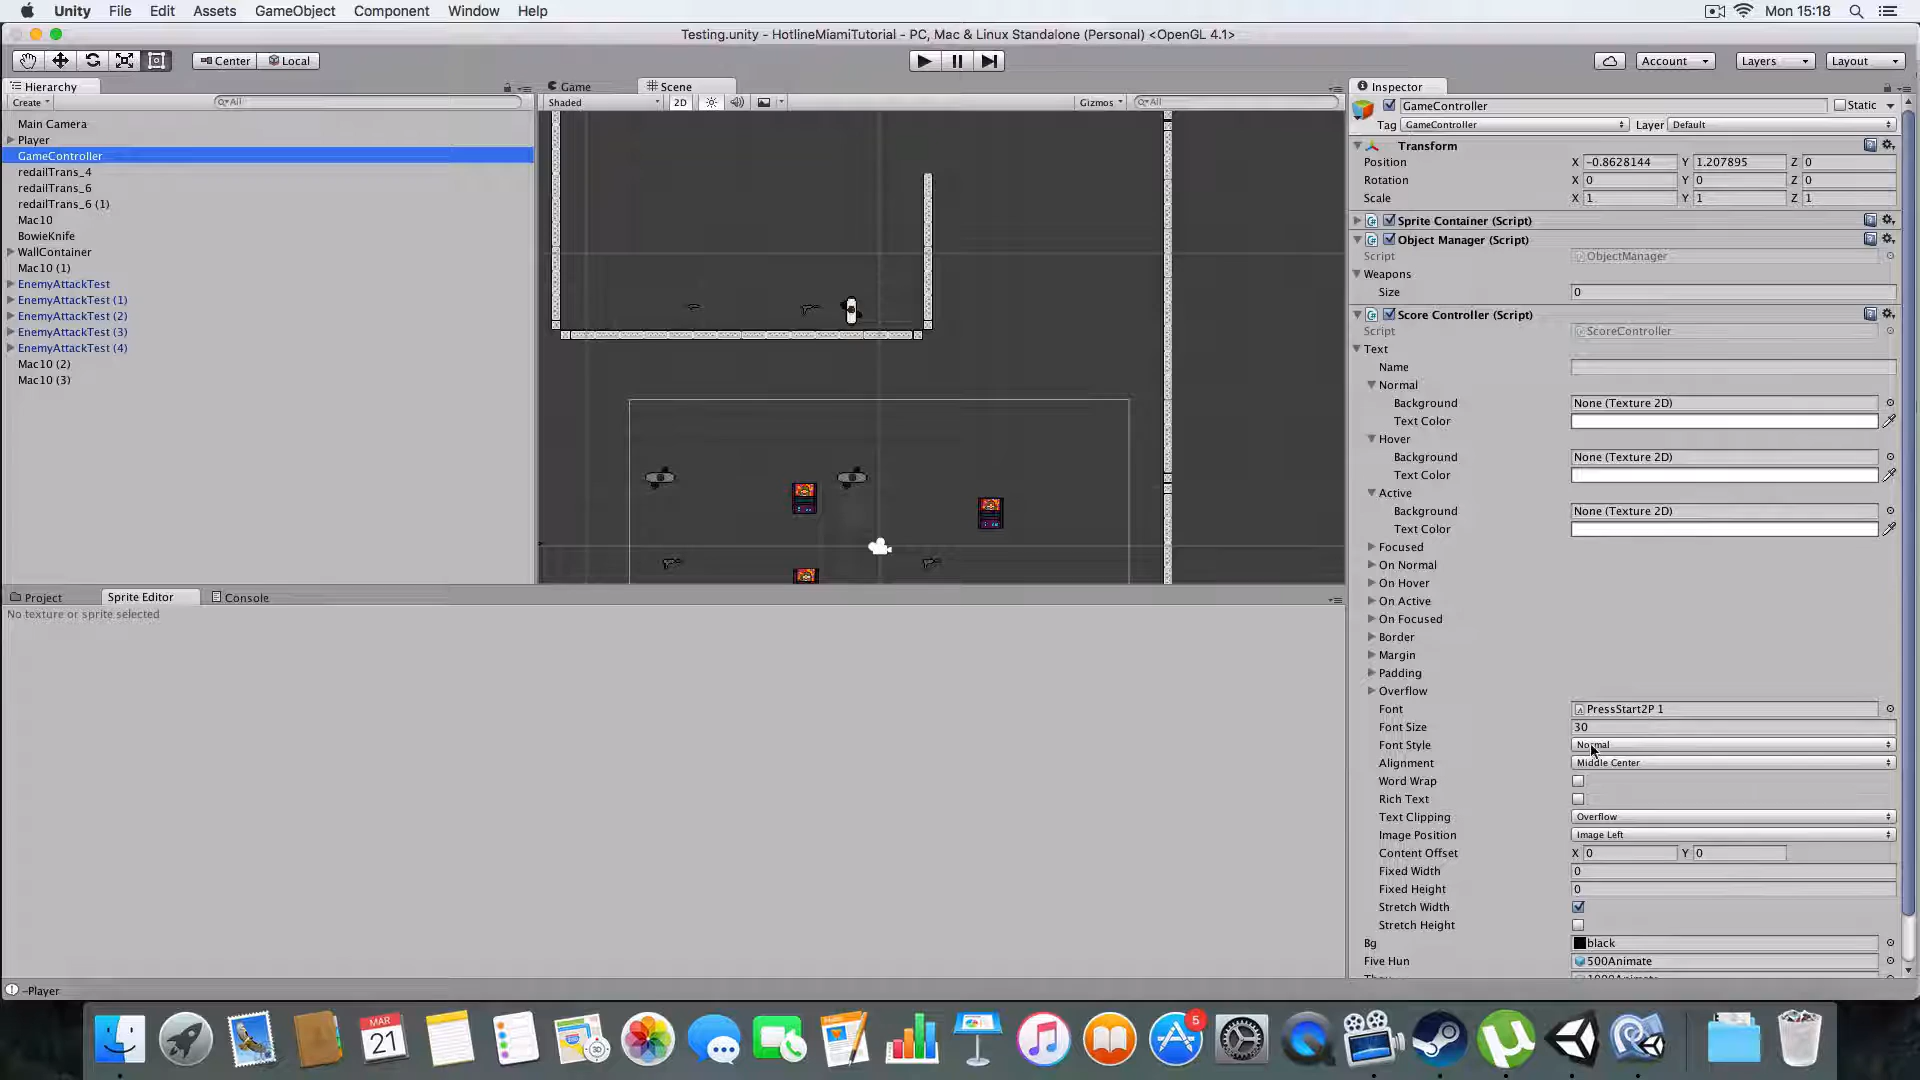 Unity File Edit Assets GameObject Component Window Help Mon 15:18
Testing.unity - HotlineMiamiTutorial - PC, Mac & Linux Standalone (Personal) <OpenGL 4.1>
Center Local Account Layers Layout
Hierarchy Game Scene Inspector
Create All Shaded 2D Gizmos All
GameController Static
Tag GameController Layer Default
Main Camera
Player
GameController
redailTrans_4
redailTrans_6
redailTrans_6 (1)
Mac10
BowieKnife
WallContainer
Mac10 (1)
EnemyAttackTest
EnemyAttackTest (1)
EnemyAttackTest (2)
EnemyAttackTest (3)
EnemyAttackTest (4)
Mac10 (2)
Mac10 (3)
Transform
Position X -0.8628144 Y 1.207895 Z 0
Rotation X 0 Y 0 Z 0
Scale X 1 Y 1 Z 1
Sprite Container (Script)
Object Manager (Script)
Script ObjectManager
Weapons
Size 0
Score Controller (Script)
Script ScoreController
Text
Name
Normal
Background None (Texture 2D)
Text Color
Hover
Background None (Texture 2D)
Text Color
Active
Background None (Texture 2D)
Text Color
Focused
On Normal
On Hover
On Active
On Focused
Border
Margin
Padding
Overflow
Font PressStart2P 1
Font Size 30
Font Style Normal
Alignment Middle Center
Word Wrap
Rich Text
Text Clipping Overflow
Image Position Image Left
Content Offset X 0 Y 0
Fixed Width 0
Fixed Height 0
Stretch Width
Stretch Height
Bg black
Five Hun 500Animate
Project Sprite Editor Console
No texture or sprite selected
-Player
MAR
21
5